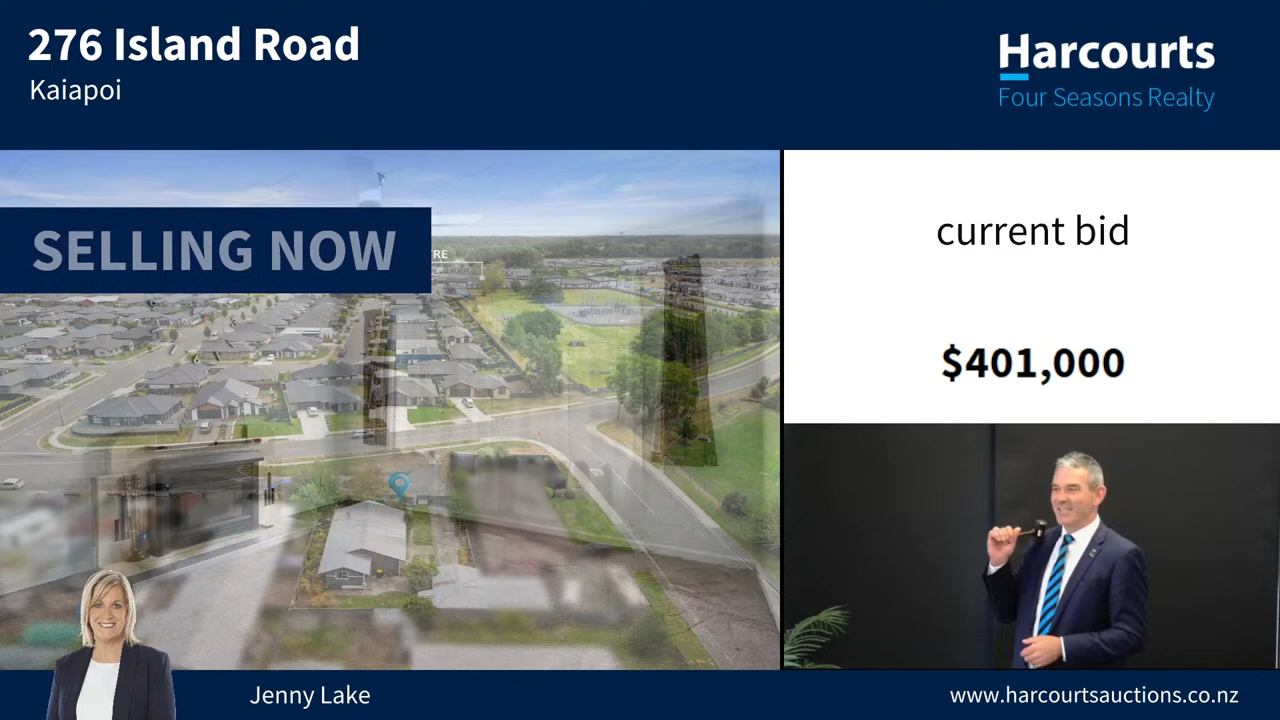 276 Island Road
Kaiapoi
Harcourts
Four Seasons Realty
SELLING NOW
RE
current bid
$401,000
Jenny Lake
www.harcourtsauctions.co.nz